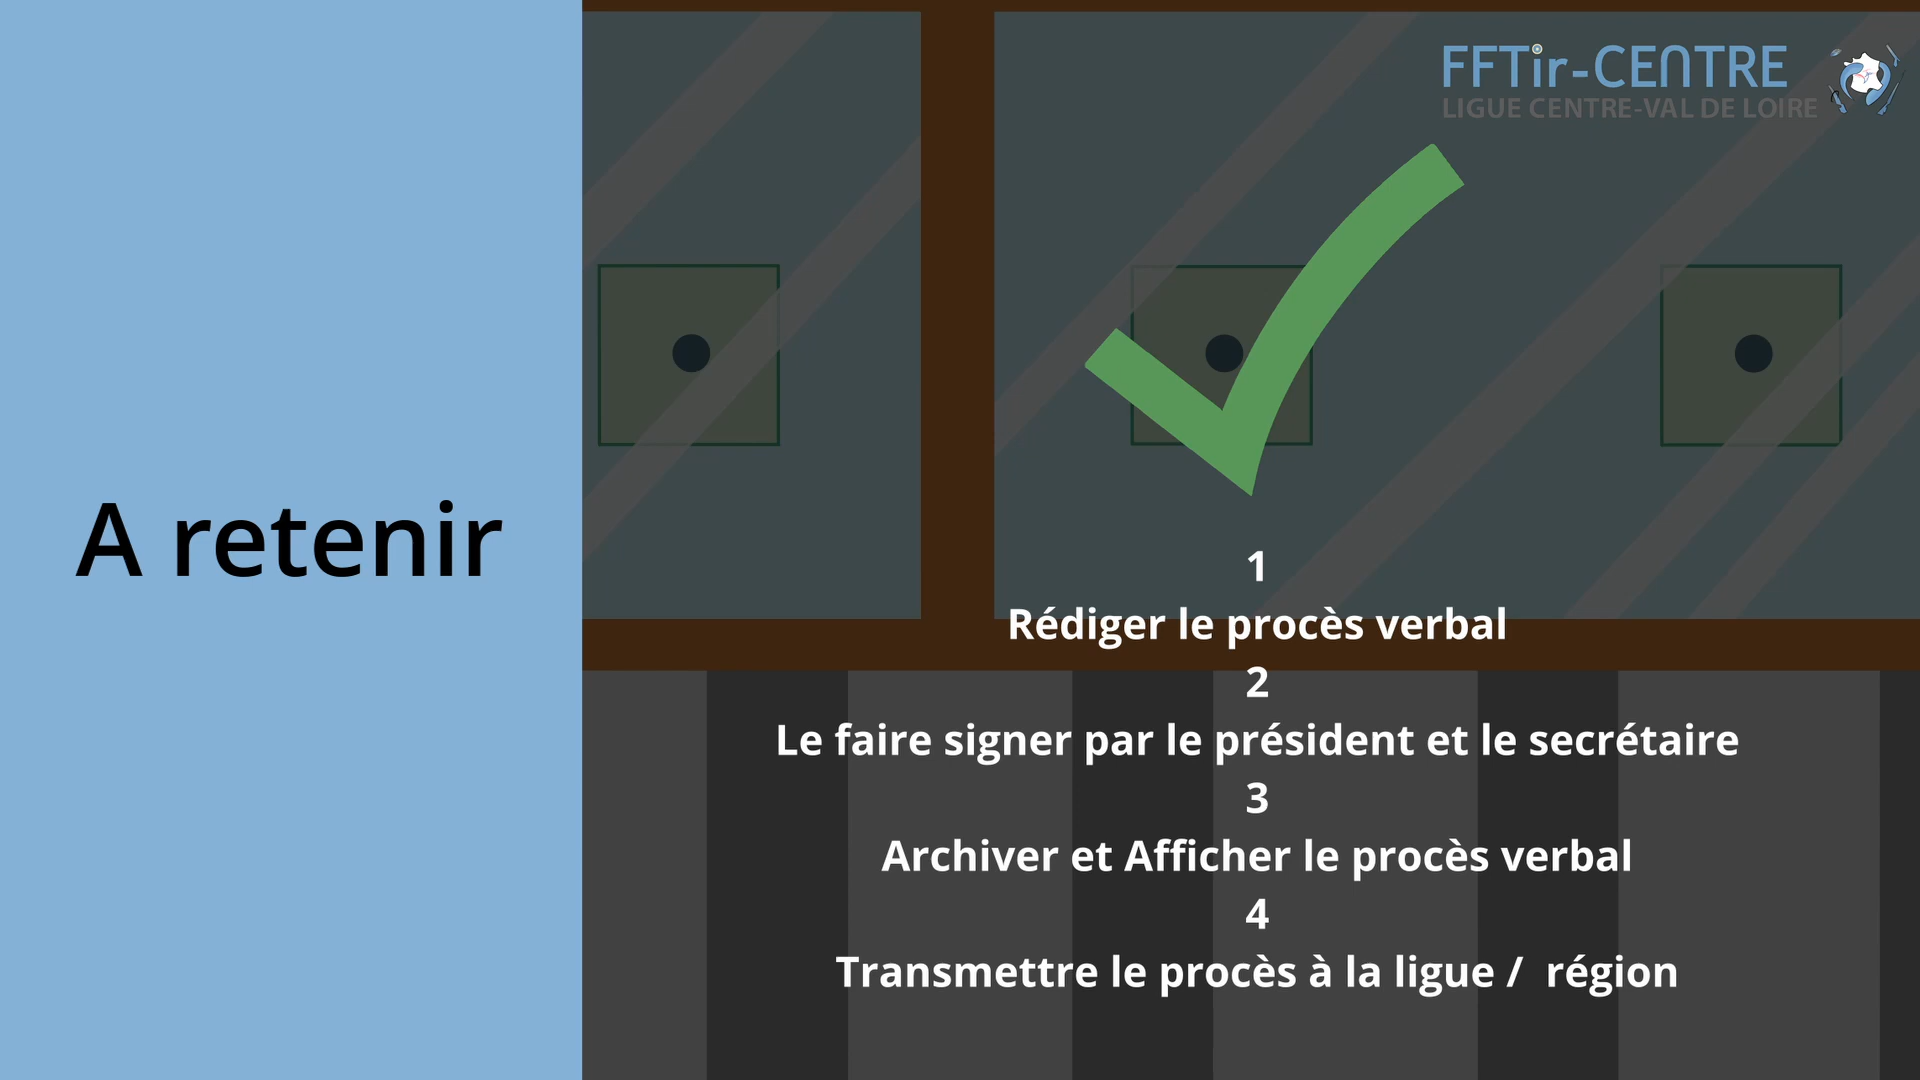 FFTir-CENTRE
LIGUE CENTRE-VAL DE LOIRE
A retenir
1
Rédiger le procès verbal
2
Le faire signer par le président et le secrétaire
3
Archiver et Afficher le procès verbal
4
Transmettre le procès à la ligue /  région